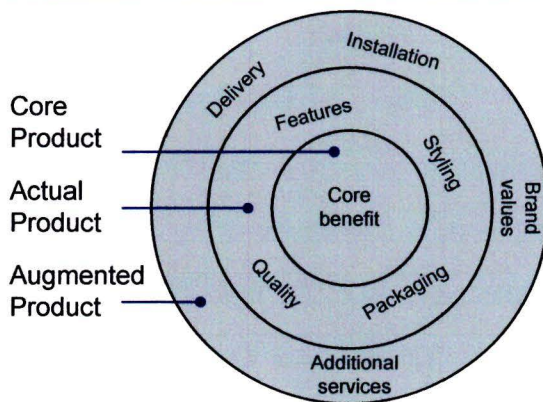 Core
Product
Actual
Product
Augmented
Product
Delivery
Installation
Brand
values
Additional
services
Features
Styling
Packaging
Quality
Core
benefit